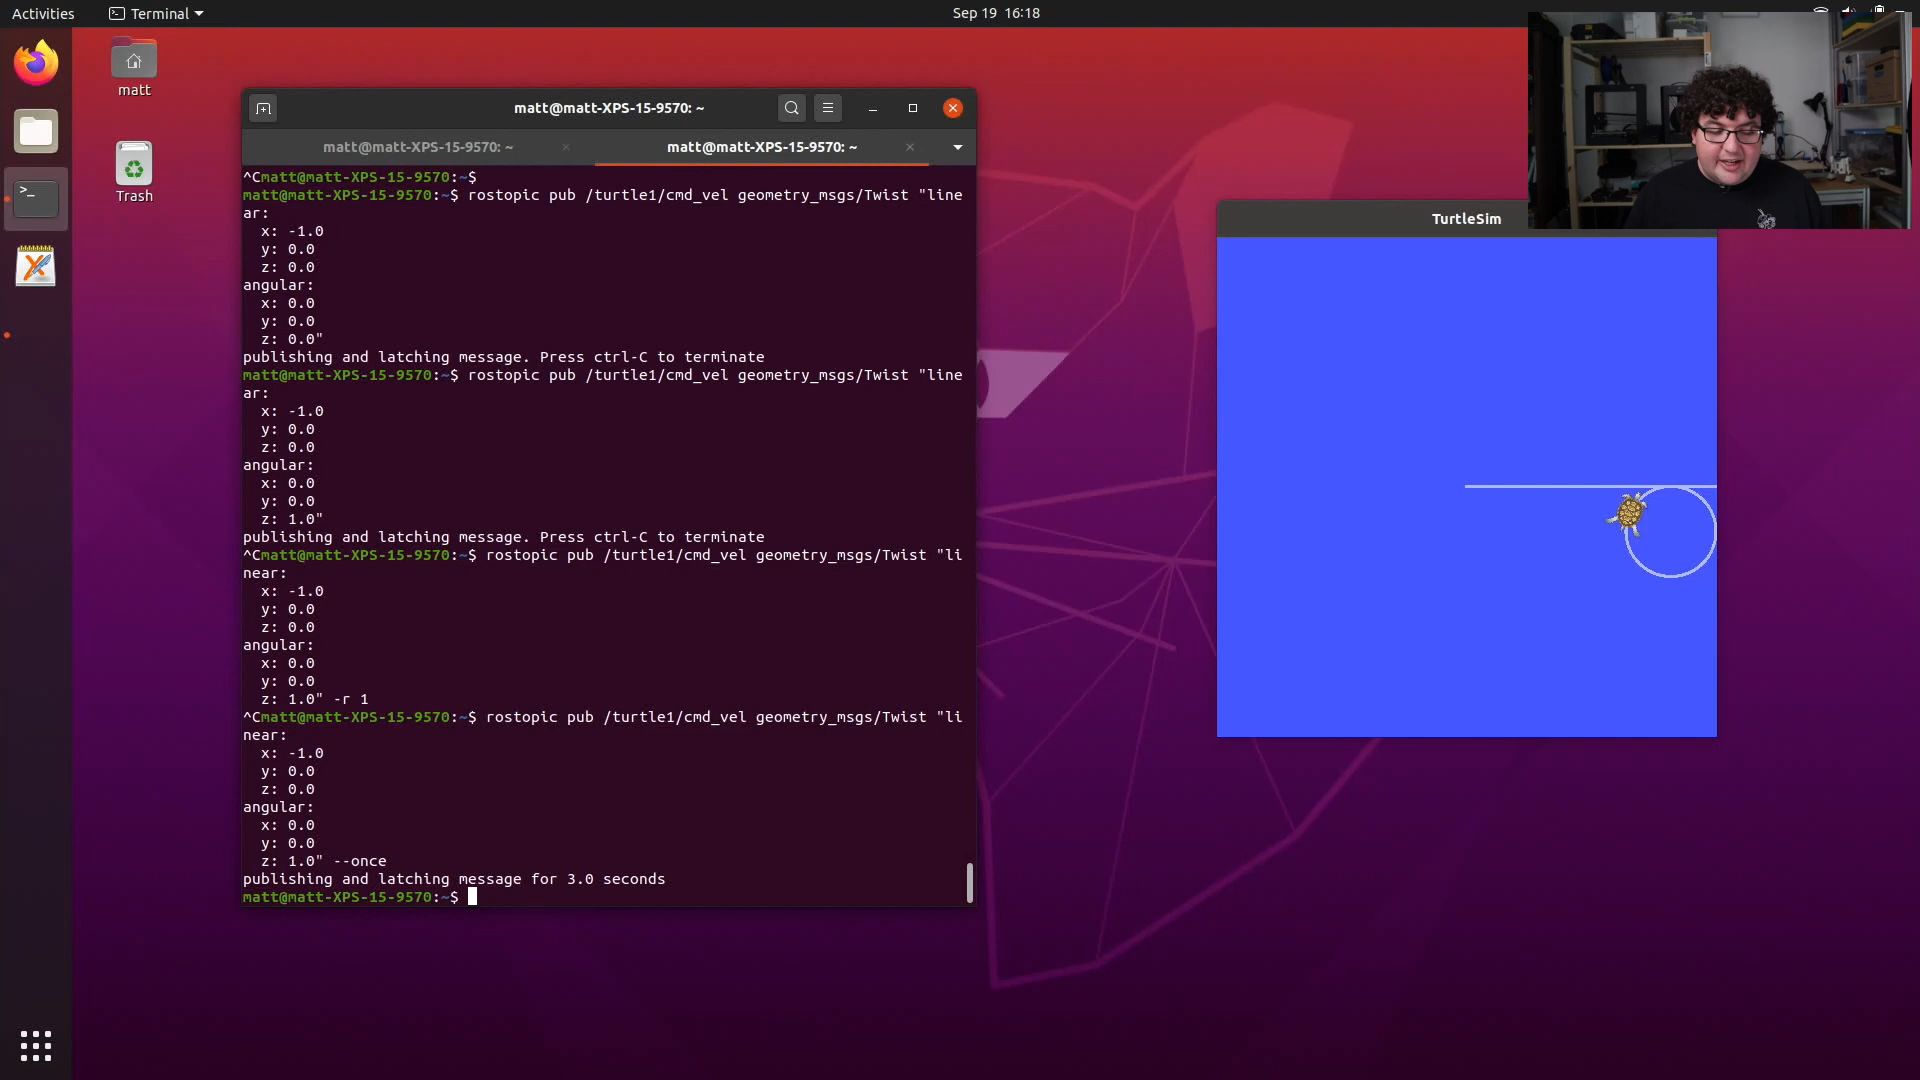 Activities
Terminal
Sep 19 16:18
matt
Trash
matt@matt-XPS-15-9570: ~
matt@matt-XPS-15-9570: ~
matt@matt-XPS-15-9570: ~
^Cmatt@matt-XPS-15-9570:~$
matt@matt-XPS-15-9570:~$ rostopic pub /turtle1/cmd_vel geometry_msgs/Twist "line
ar:
  x: -1.0
  y: 0.0
  z: 0.0
angular:
  x: 0.0
  y: 0.0
  z: 0.0"
publishing and latching message. Press ctrl-C to terminate
matt@matt-XPS-15-9570:~$ rostopic pub /turtle1/cmd_vel geometry_msgs/Twist "line
ar:
  x: -1.0
  y: 0.0
  z: 0.0
angular:
  x: 0.0
  y: 0.0
  z: 1.0"
publishing and latching message. Press ctrl-C to terminate
^Cmatt@matt-XPS-15-9570:~$ rostopic pub /turtle1/cmd_vel geometry_msgs/Twist "li
near:
  x: -1.0
  y: 0.0
  z: 0.0
angular:
  x: 0.0
  y: 0.0
  z: 1.0" -r 1
^Cmatt@matt-XPS-15-9570:~$ rostopic pub /turtle1/cmd_vel geometry_msgs/Twist "li
near:
  x: -1.0
  y: 0.0
  z: 0.0
angular:
  x: 0.0
  y: 0.0
  z: 1.0" --once
publishing and latching message for 3.0 seconds
matt@matt-XPS-15-9570:~$
TurtleSim